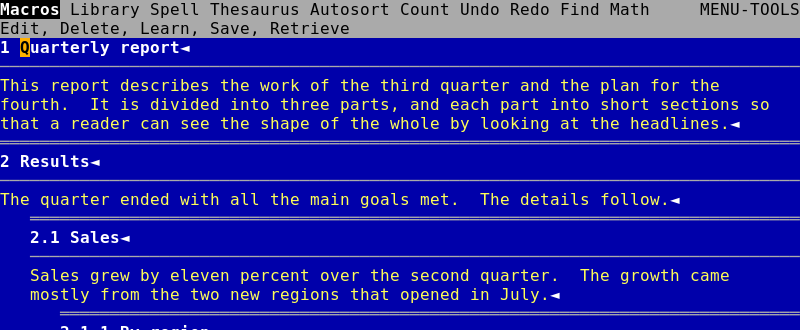 Macros Library Spell Thesaurus Autosort Count Undo Redo Find Math     MENU-TOOLS
Edit, Delete, Learn, Save, Retrieve
1 Quarterly report◄
This report describes the work of the third quarter and the plan for the
fourth.  It is divided into three parts, and each part into short sections so
that a reader can see the shape of the whole by looking at the headlines.◄
2 Results◄
The quarter ended with all the main goals met.  The details follow.◄
2.1 Sales◄
Sales grew by eleven percent over the second quarter.  The growth came
mostly from the two new regions that opened in July.◄
2.1.1 By region